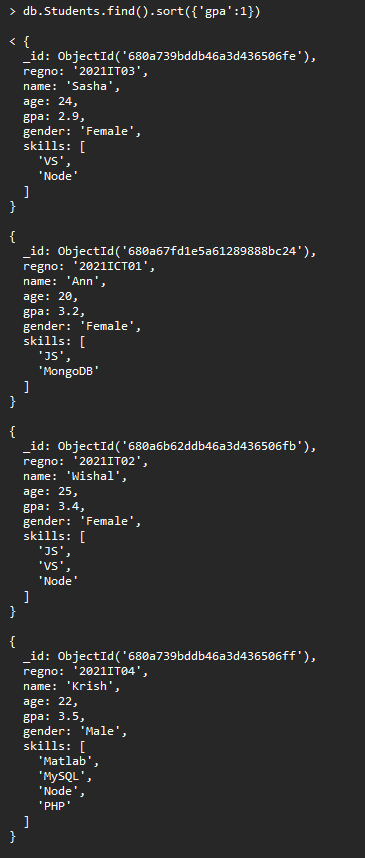 > db.Students.find().sort({'gpa':1})
< {
_id: ObjectId('680a739bddb46a3d436506fe'),
regno: '2021IT03',
name: 'Sasha',
age: 24,
gpa: 2.9,
gender: 'Female',
skills: [
'VS',
'Node'
]
}
{
_id: ObjectId('680a67fd1e5a61289888bc24'),
regno: '2021ICT01',
name: 'Ann',
age: 20,
gpa: 3.2,
gender: 'Female',
skills: [
'JS',
'MongoDB'
]
}
{
_id: ObjectId('680a6b62ddb46a3d436506fb'),
regno: '2021IT02',
name: 'Wishal',
age: 25,
gpa: 3.4,
gender: 'Female',
skills: [
'JS',
'VS',
'Node'
]
}
{
_id: ObjectId('680a739bddb46a3d436506ff'),
regno: '2021IT04',
name: 'Krish',
age: 22,
gpa: 3.5,
gender: 'Male',
skills: [
'Matlab',
'MySQL',
'Node',
'PHP'
]
}